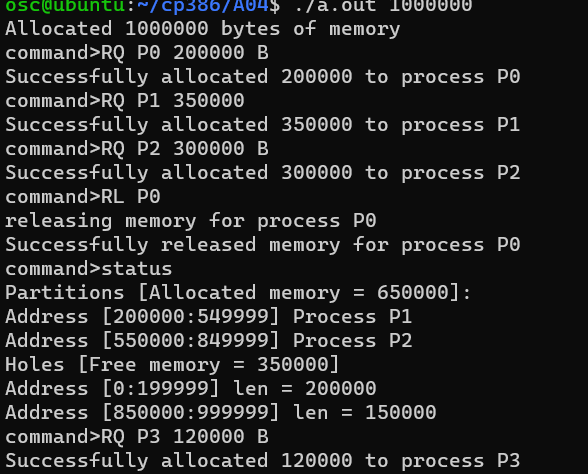 osc@ubuntu:~/cp386/A04$ ./a.out 1000000
Allocated 1000000 bytes of memory
command>RQ P0 200000 B
Successfully allocated 200000 to process P0
command>RQ P1 350000
Successfully allocated 350000 to process P1
command>RQ P2 300000 B
Successfully allocated 300000 to process P2
command>RL P0
releasing memory for process P0
Successfully released memory for process P0
command>status
Partitions [Allocated memory = 650000]:
Address [200000:549999] Process P1
Address [550000:849999] Process P2
Holes [Free memory = 350000]
Address [0:199999] len = 200000
Address [850000:999999] len = 150000
command>RQ P3 120000 B
Successfully allocated 120000 to process P3